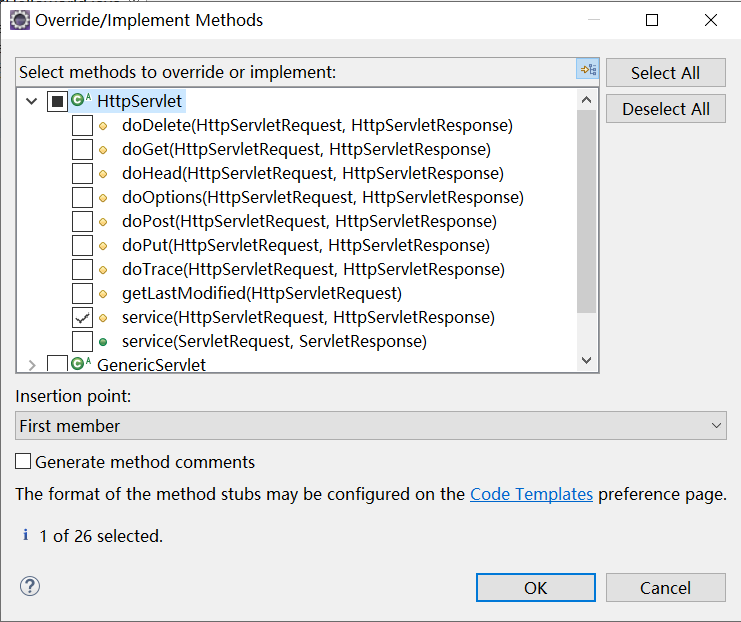 Override/Implement Methods
Select methods to override or implement:
Select All
HttpServlet
Deselect All
doDelete(HttpServletRequest, HttpServletResponse)
doGet(HttpServletRequest, HttpServletResponse)
doHead(HttpServletRequest, HttpServletResponse)
doOptions(HttpServletRequest, HttpServletResponse)
doPost(HttpServletRequest, HttpServletResponse)
doPut(HttpServletRequest, HttpServletResponse)
doTrace(HttpServletRequest, HttpServletResponse)
getLastModified(HttpServletRequest)
service(HttpServletRequest, HttpServletResponse)
service(ServletRequest, ServletResponse)
GenericServlet
Insertion point:
First member
Generate method comments
The format of the method stubs may be configured on the Code Templates preference page.
1 of 26 selected.
OK
Cancel